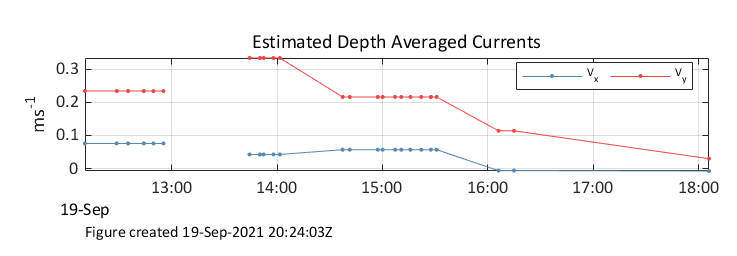 Estimated Depth Averaged Currents
0.3
0.2
0.1
0
ms⁻¹
Vₓ
V_y
13:00 14:00 15:00 16:00 17:00 18:00
19-Sep
Figure created 19-Sep-2021 20:24:03Z